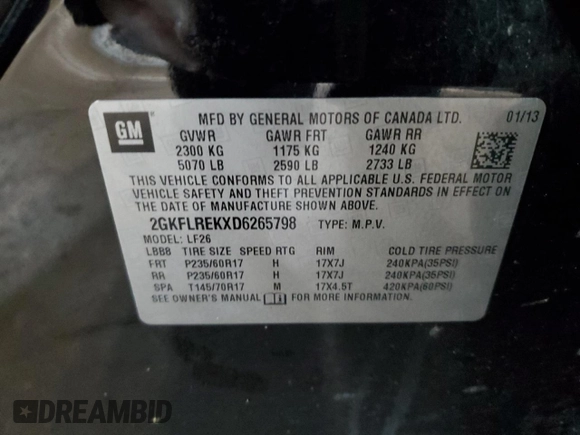 GM
MFD BY GENERAL MOTORS OF CANADA LTD. 01/13
GVWR GAWR FRT GAWR RR
2300 KG 1175 KG 1240 KG
5070 LB 2590 LB 2733 LB
THIS VEHICLE CONFORMS TO ALL APPLICABLE U.S. FEDERAL MOTOR
VEHICLE SAFETY AND THEFT PREVENTION STANDARDS IN EFFECT ON
THE DATE OF MANUFACTURE SHOWN ABOVE.
2GKFLREKXD6265798 TYPE: M.P.V.
MODEL: LF26
LBBB TIRE SIZE SPEED RTG RIM COLD TIRE PRESSURE
FRT P235/60R17 H 17X7J 240KPA(35PSI)
RR P235/60R17 H 17X7J 240KPA(35PSI)
SPA T145/70R17 M 17X4.5T 420KPA(60PSI)
SEE OWNER'S MANUAL FOR MORE INFORMATION.
DREAMBID